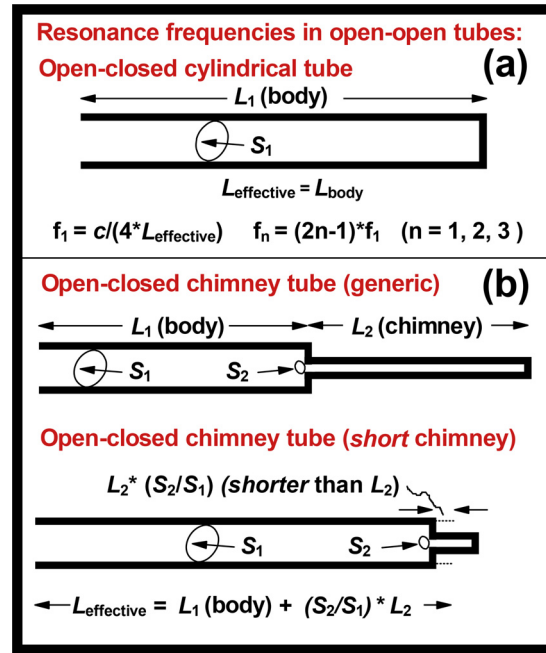 Resonance frequencies in open-open tubes:
Open-closed cylindrical tube
(a)
L1 (body)
S1
Leffective = Lbody
f1 = c/(4*Leffective) fn = (2n-1)*f1 (n = 1, 2, 3 )
Open-closed chimney tube (generic)
(b)
L1 (body) L2 (chimney)
S1 S2
Open-closed chimney tube (short chimney)
L2* (S2/S1) (shorter than L2)
S1 S2
Leffective = L1 (body) + (S2/S1)* L2